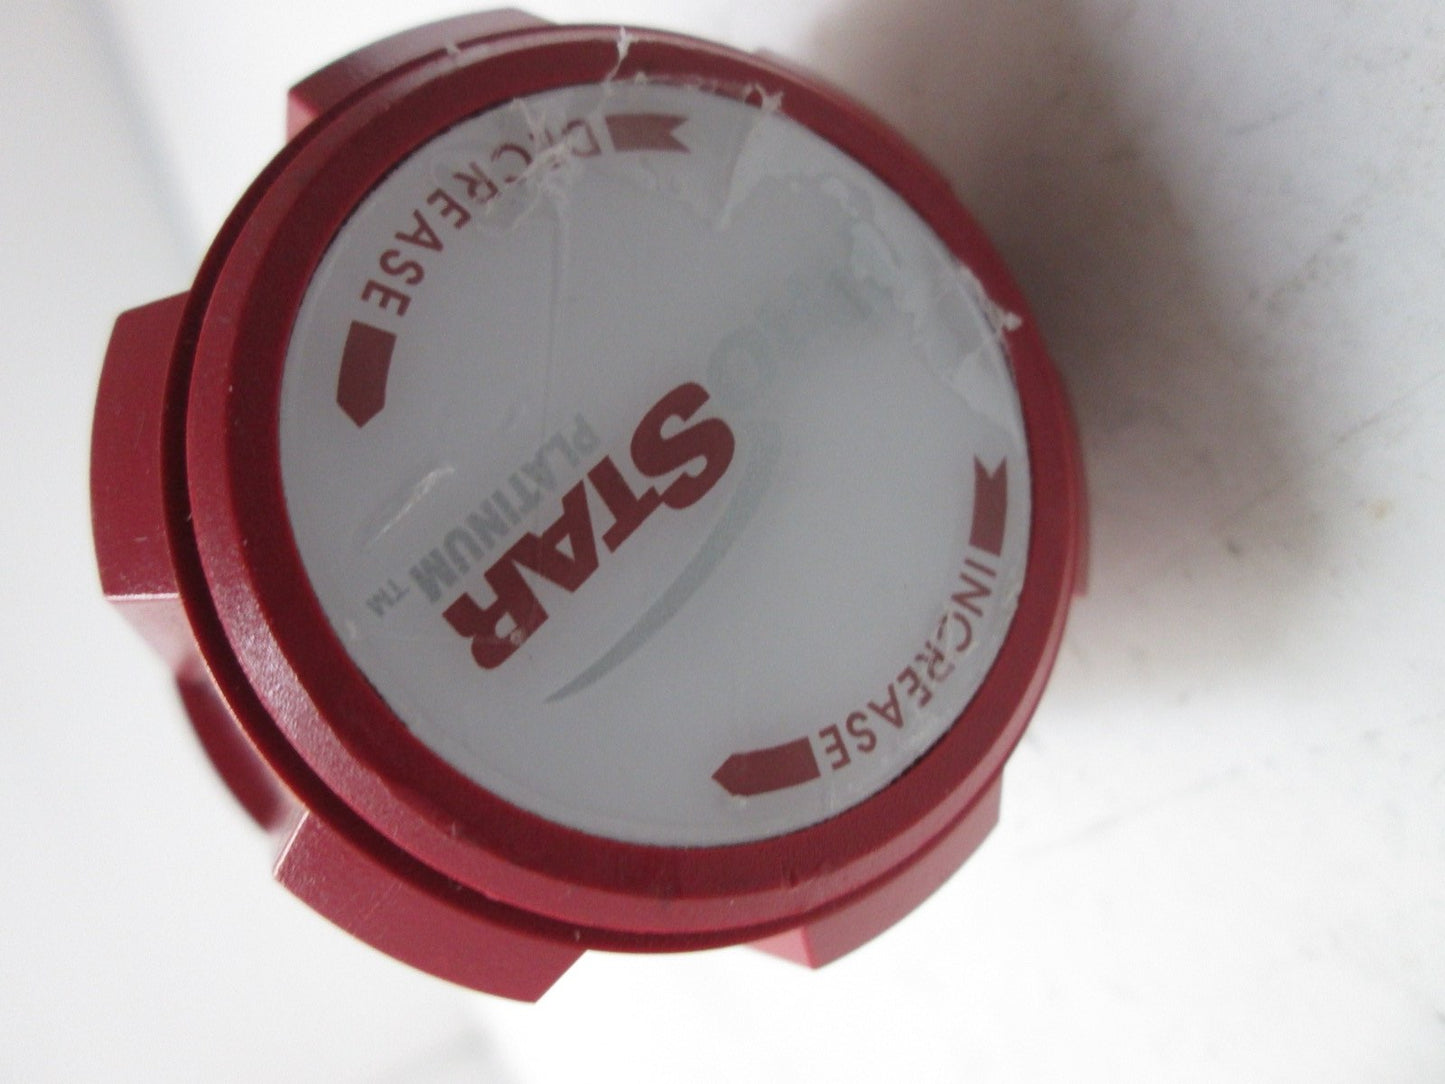 DECREASE
STAR
PLATINUM ™
INCREASE